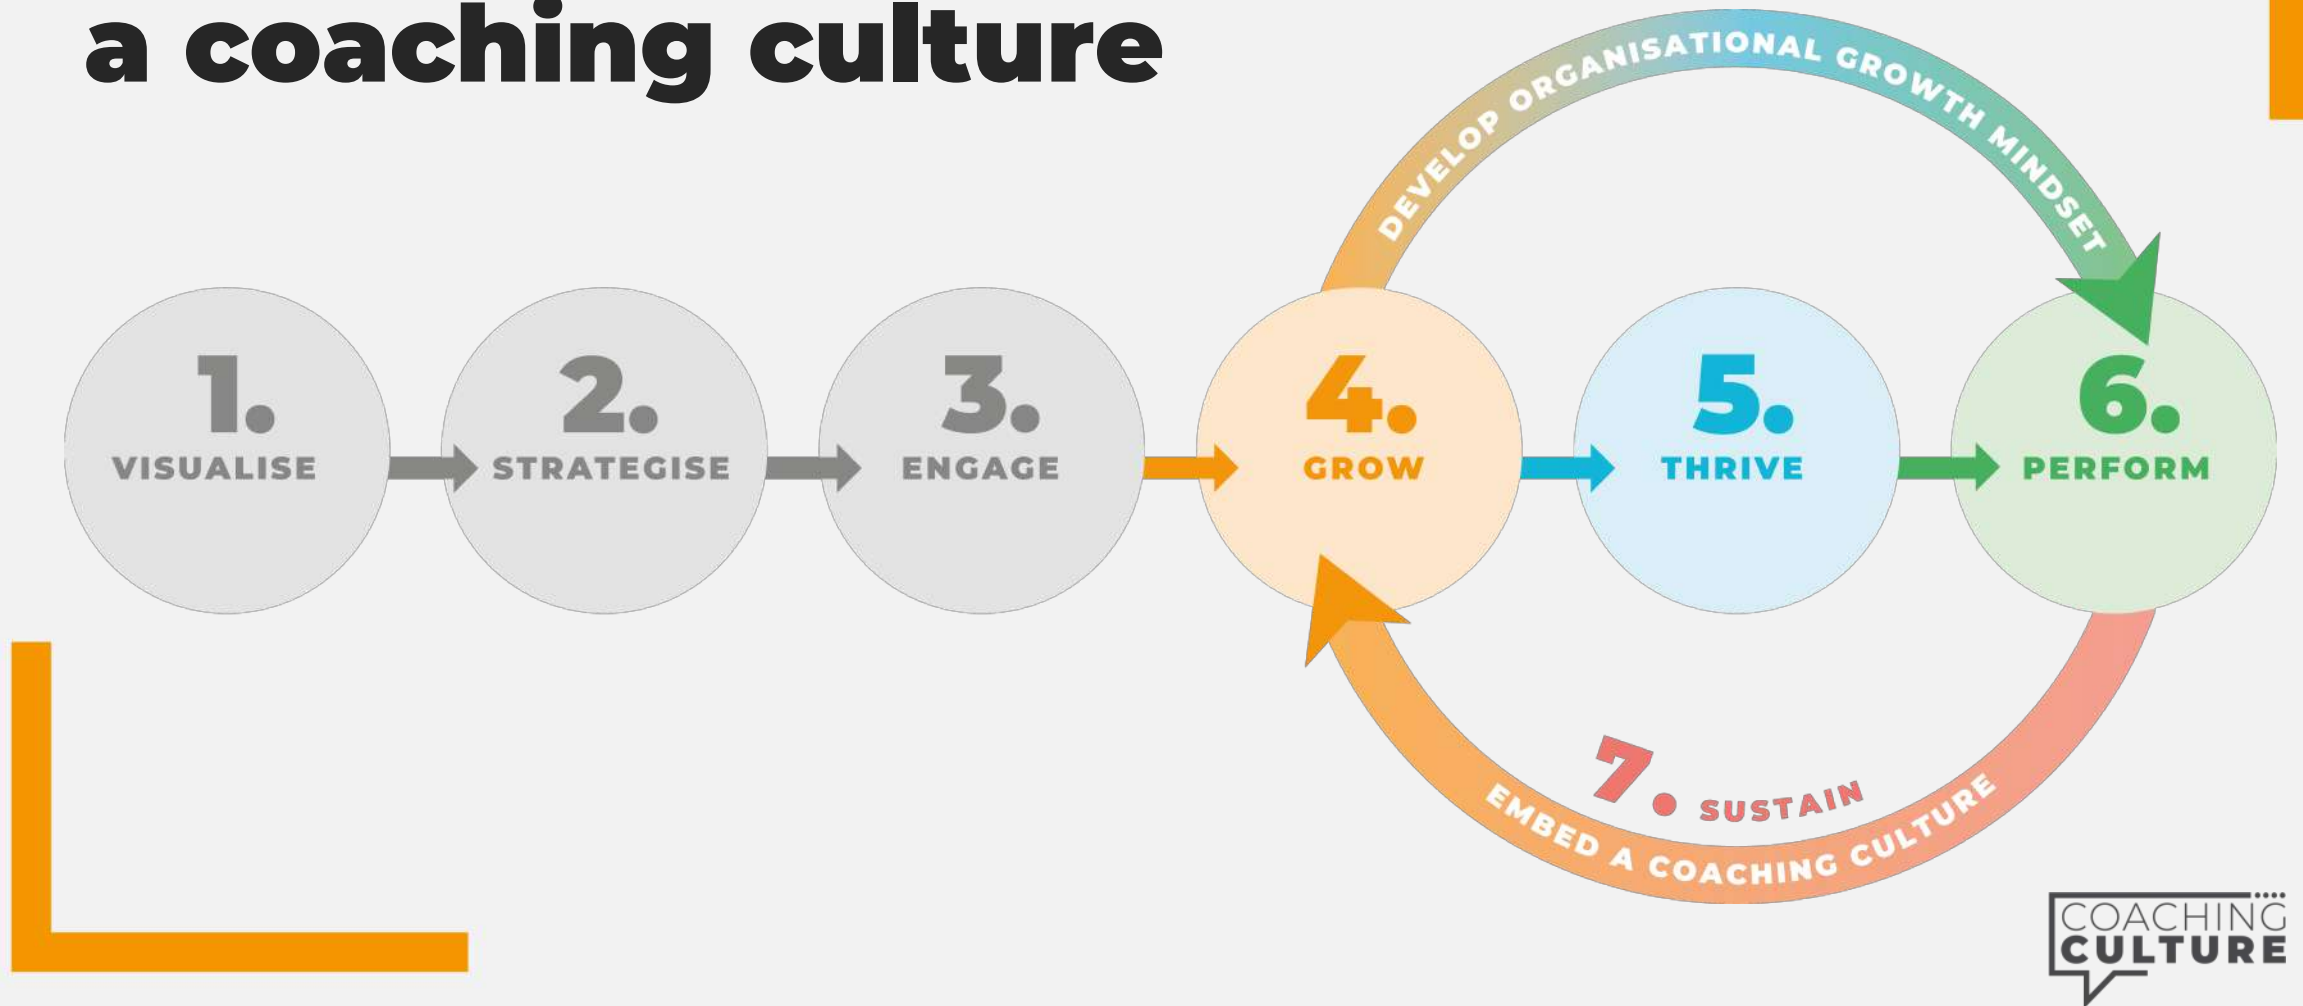 a coaching culture
DEVELOP ORGANISATIONAL GROWTH MINDSET
1.
VISUALISE
2.
STRATEGISE
3.
ENGAGE
4.
GROW
5.
THRIVE
6.
PERFORM
7. SUSTAIN
EMBED A COACHING CULTURE
COACHING
CULTURE